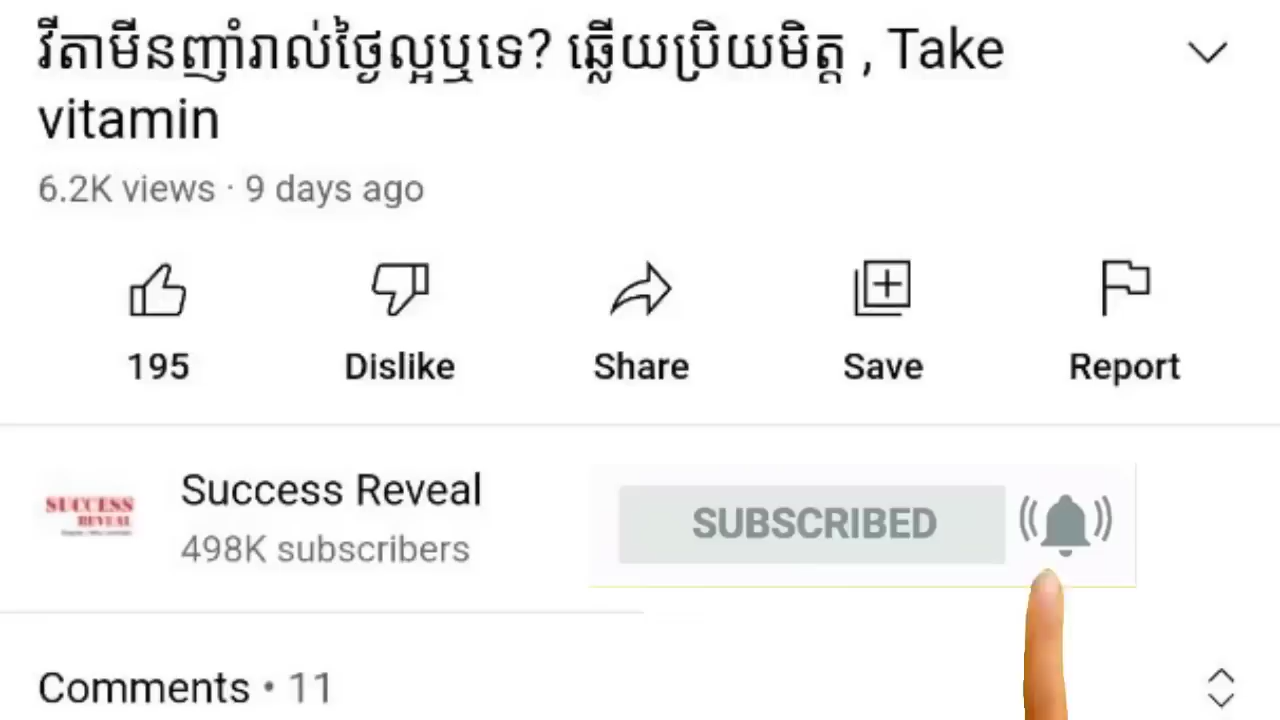 វីតាមីនញ៉ាំរាល់ថ្ងៃល្អឬទេ? ឆ្លើយប្រិយមិត្ត , Take
vitamin
6.2K views · 9 days ago
195 Dislike Share Save Report
SUCCESS
REVEAL
Success Reveal
498K subscribers
SUBSCRIBED
Comments • 11